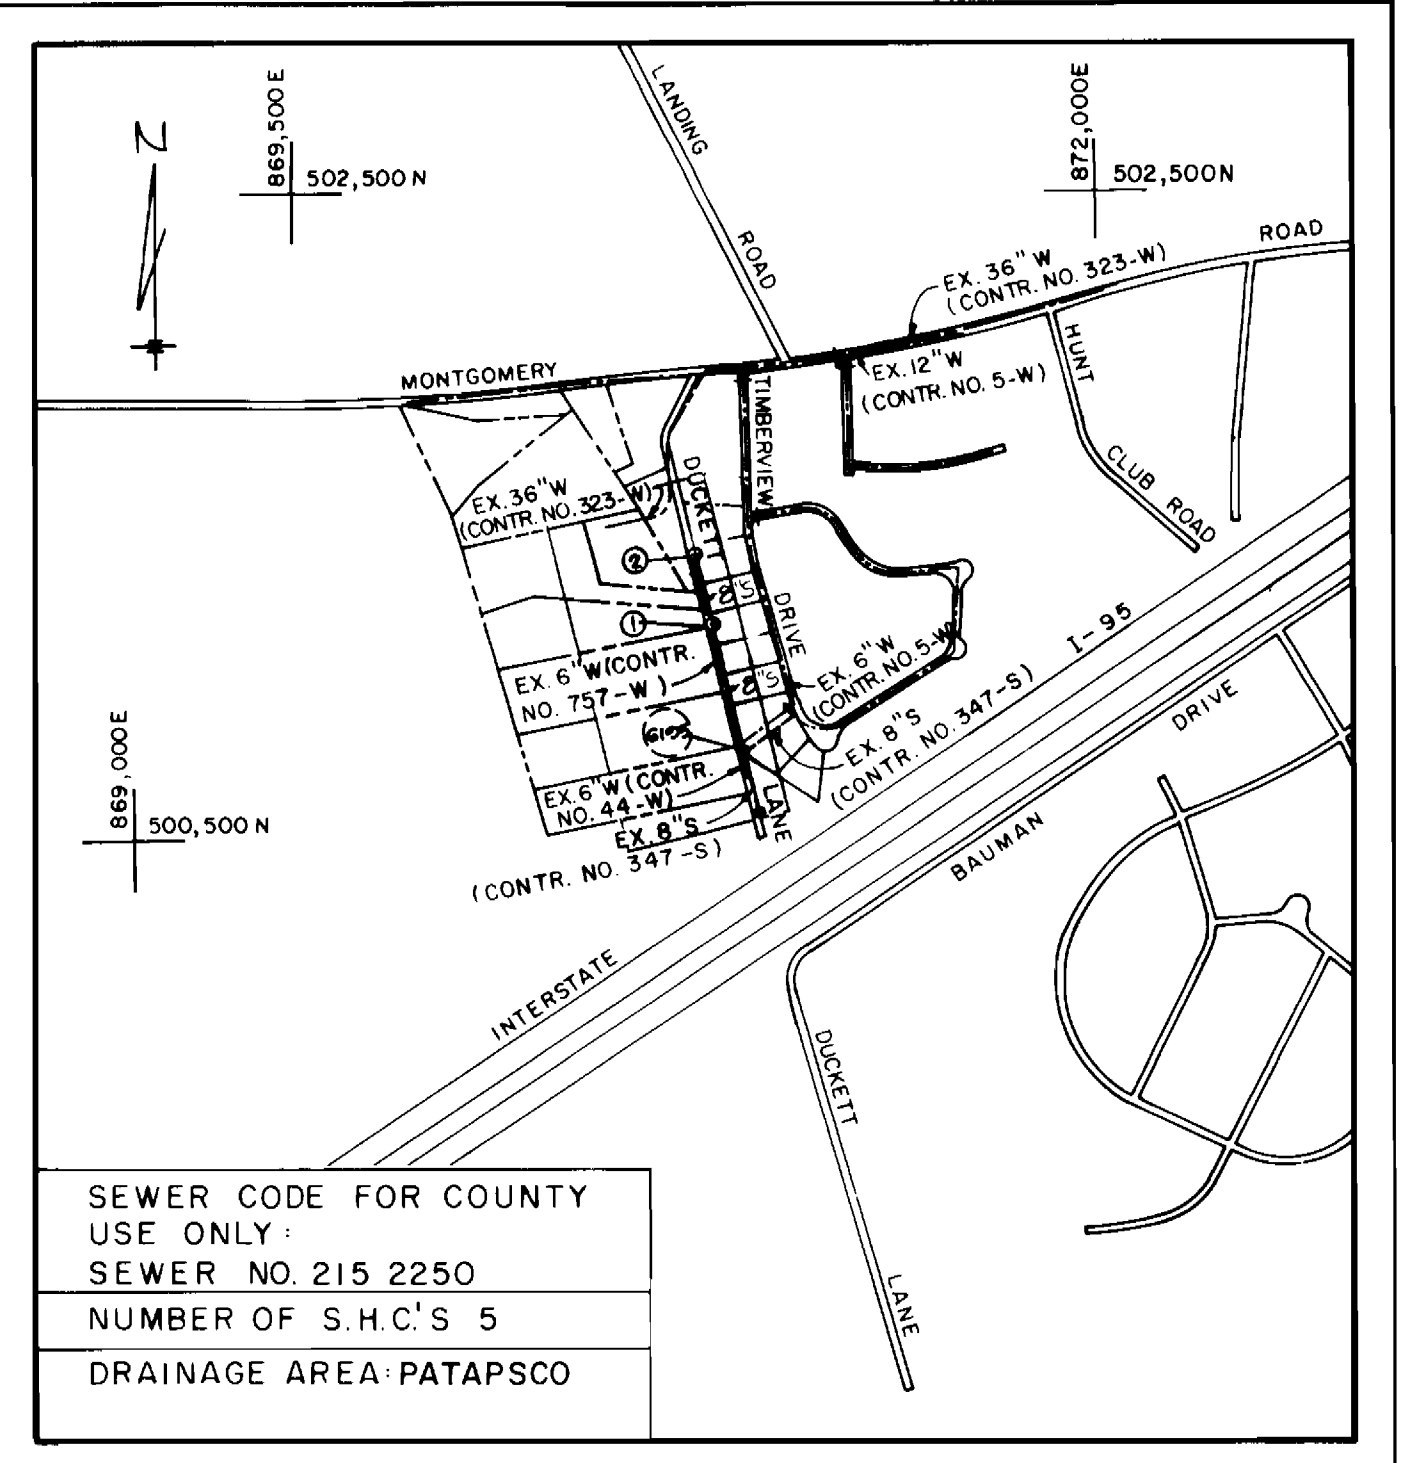 N
869,500 E
502,500 N
872,000E
502,500N
LANDING
ROAD
ROAD
EX. 36" W
(CONTR. NO. 323-W)
MONTGOMERY
EX. 12" W
(CONTR. NO. 5-W)
HUNT
CLUB ROAD
TIMBERVIEW
DRIVE
DUCKETT
LANE
EX. 36" W
(CONTR. NO. 323-W)
2
8"S
1
EX. 6" W (CONTR.
NO. 757-W)
8"S
EX. 6" W
(CONTR. NO. 5-W)
I-95
EX. 8"S
(CONTR. NO. 347-S)
DRIVE
BAUMAN
869,000E
500,500 N
EX. 6" W (CONTR.
NO. 44-W)
EX. 8"S
(CONTR. NO. 347-S)
INTERSTATE
DUCKETT
LANE
SEWER CODE FOR COUNTY
USE ONLY:
SEWER NO. 215 2250
NUMBER OF S.H.C.'S 5
DRAINAGE AREA: PATAPSCO